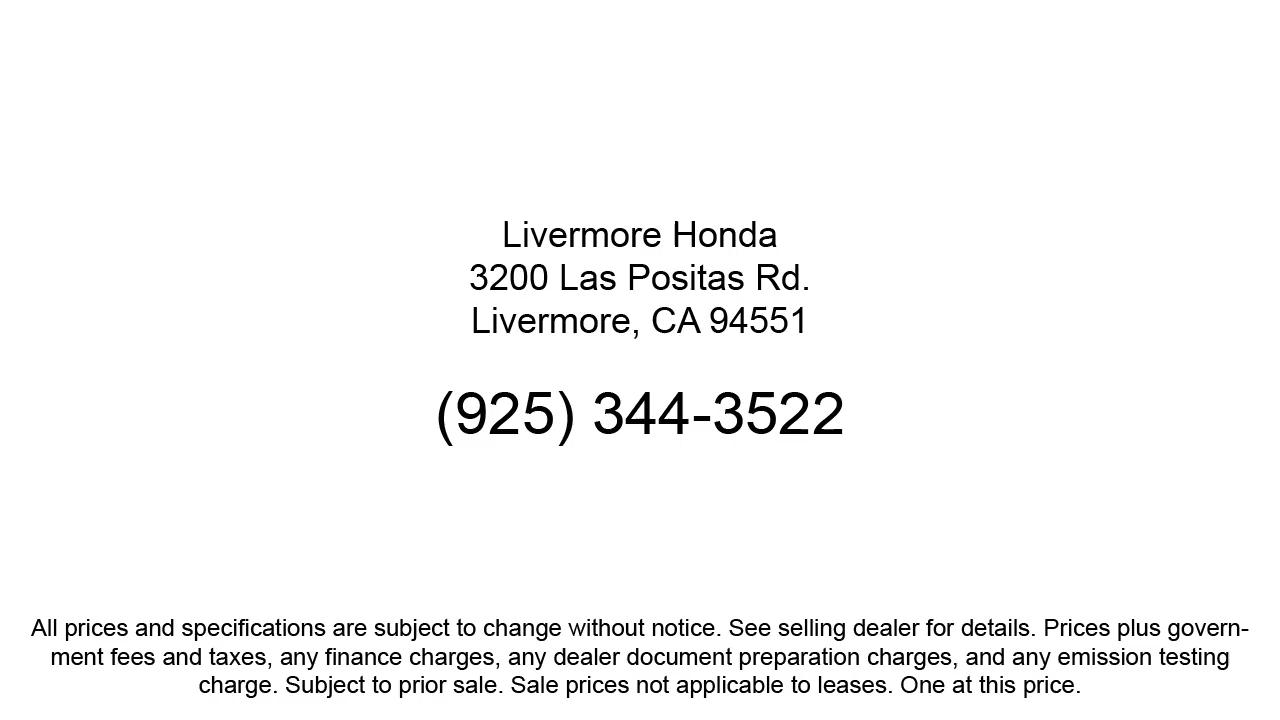 Livermore Honda
3200 Las Positas Rd.
Livermore, CA 94551
(925) 344-3522
All prices and specifications are subject to change without notice. See selling dealer for details. Prices plus govern-
ment fees and taxes, any finance charges, any dealer document preparation charges, and any emission testing
charge. Subject to prior sale. Sale prices not applicable to leases. One at this price.